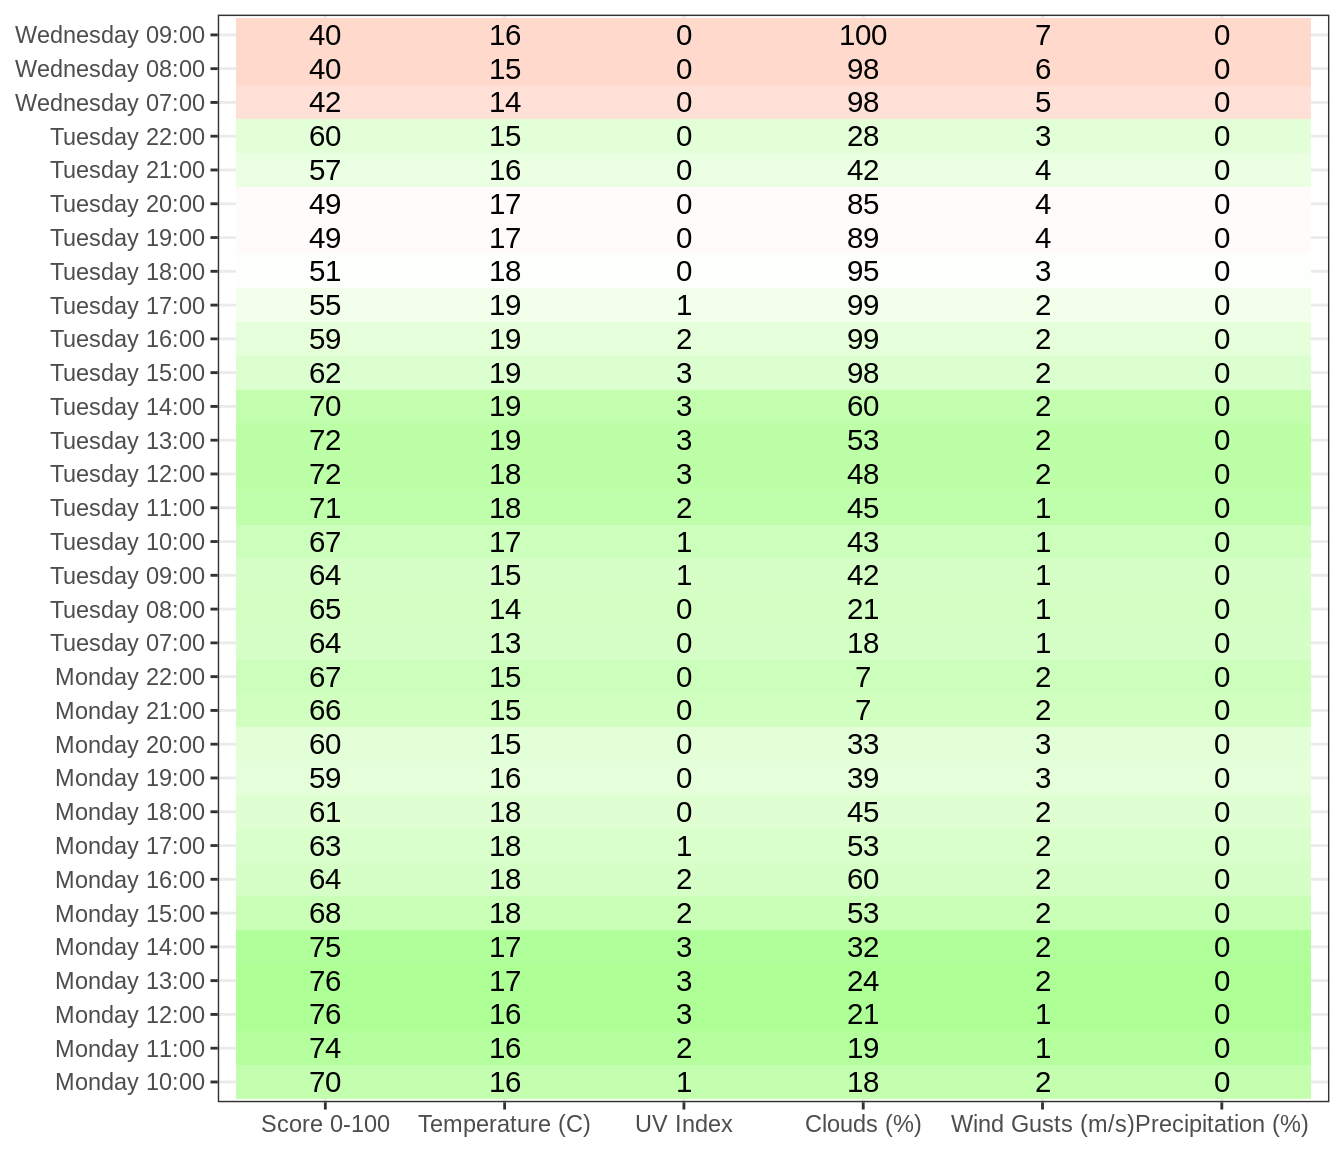 Wednesday 09:00 40 16 0 100 7 0
Wednesday 08:00 40 15 0 98 6 0
Wednesday 07:00 42 14 0 98 5 0
Tuesday 22:00 60 15 0 28 3 0
Tuesday 21:00 57 16 0 42 4 0
Tuesday 20:00 49 17 0 85 4 0
Tuesday 19:00 49 17 0 89 4 0
Tuesday 18:00 51 18 0 95 3 0
Tuesday 17:00 55 19 1 99 2 0
Tuesday 16:00 59 19 2 99 2 0
Tuesday 15:00 62 19 3 98 2 0
Tuesday 14:00 70 19 3 60 2 0
Tuesday 13:00 72 19 3 53 2 0
Tuesday 12:00 72 18 3 48 2 0
Tuesday 11:00 71 18 2 45 1 0
Tuesday 10:00 67 17 1 43 1 0
Tuesday 09:00 64 15 1 42 1 0
Tuesday 08:00 65 14 0 21 1 0
Tuesday 07:00 64 13 0 18 1 0
Monday 22:00 67 15 0 7 2 0
Monday 21:00 66 15 0 7 2 0
Monday 20:00 60 15 0 33 3 0
Monday 19:00 59 16 0 39 3 0
Monday 18:00 61 18 0 45 2 0
Monday 17:00 63 18 1 53 2 0
Monday 16:00 64 18 2 60 2 0
Monday 15:00 68 18 2 53 2 0
Monday 14:00 75 17 3 32 2 0
Monday 13:00 76 17 3 24 2 0
Monday 12:00 76 16 3 21 1 0
Monday 11:00 74 16 2 19 1 0
Monday 10:00 70 16 1 18 2 0
Score 0-100 Temperature (C) UV Index Clouds (%) Wind Gusts (m/s) Precipitation (%)